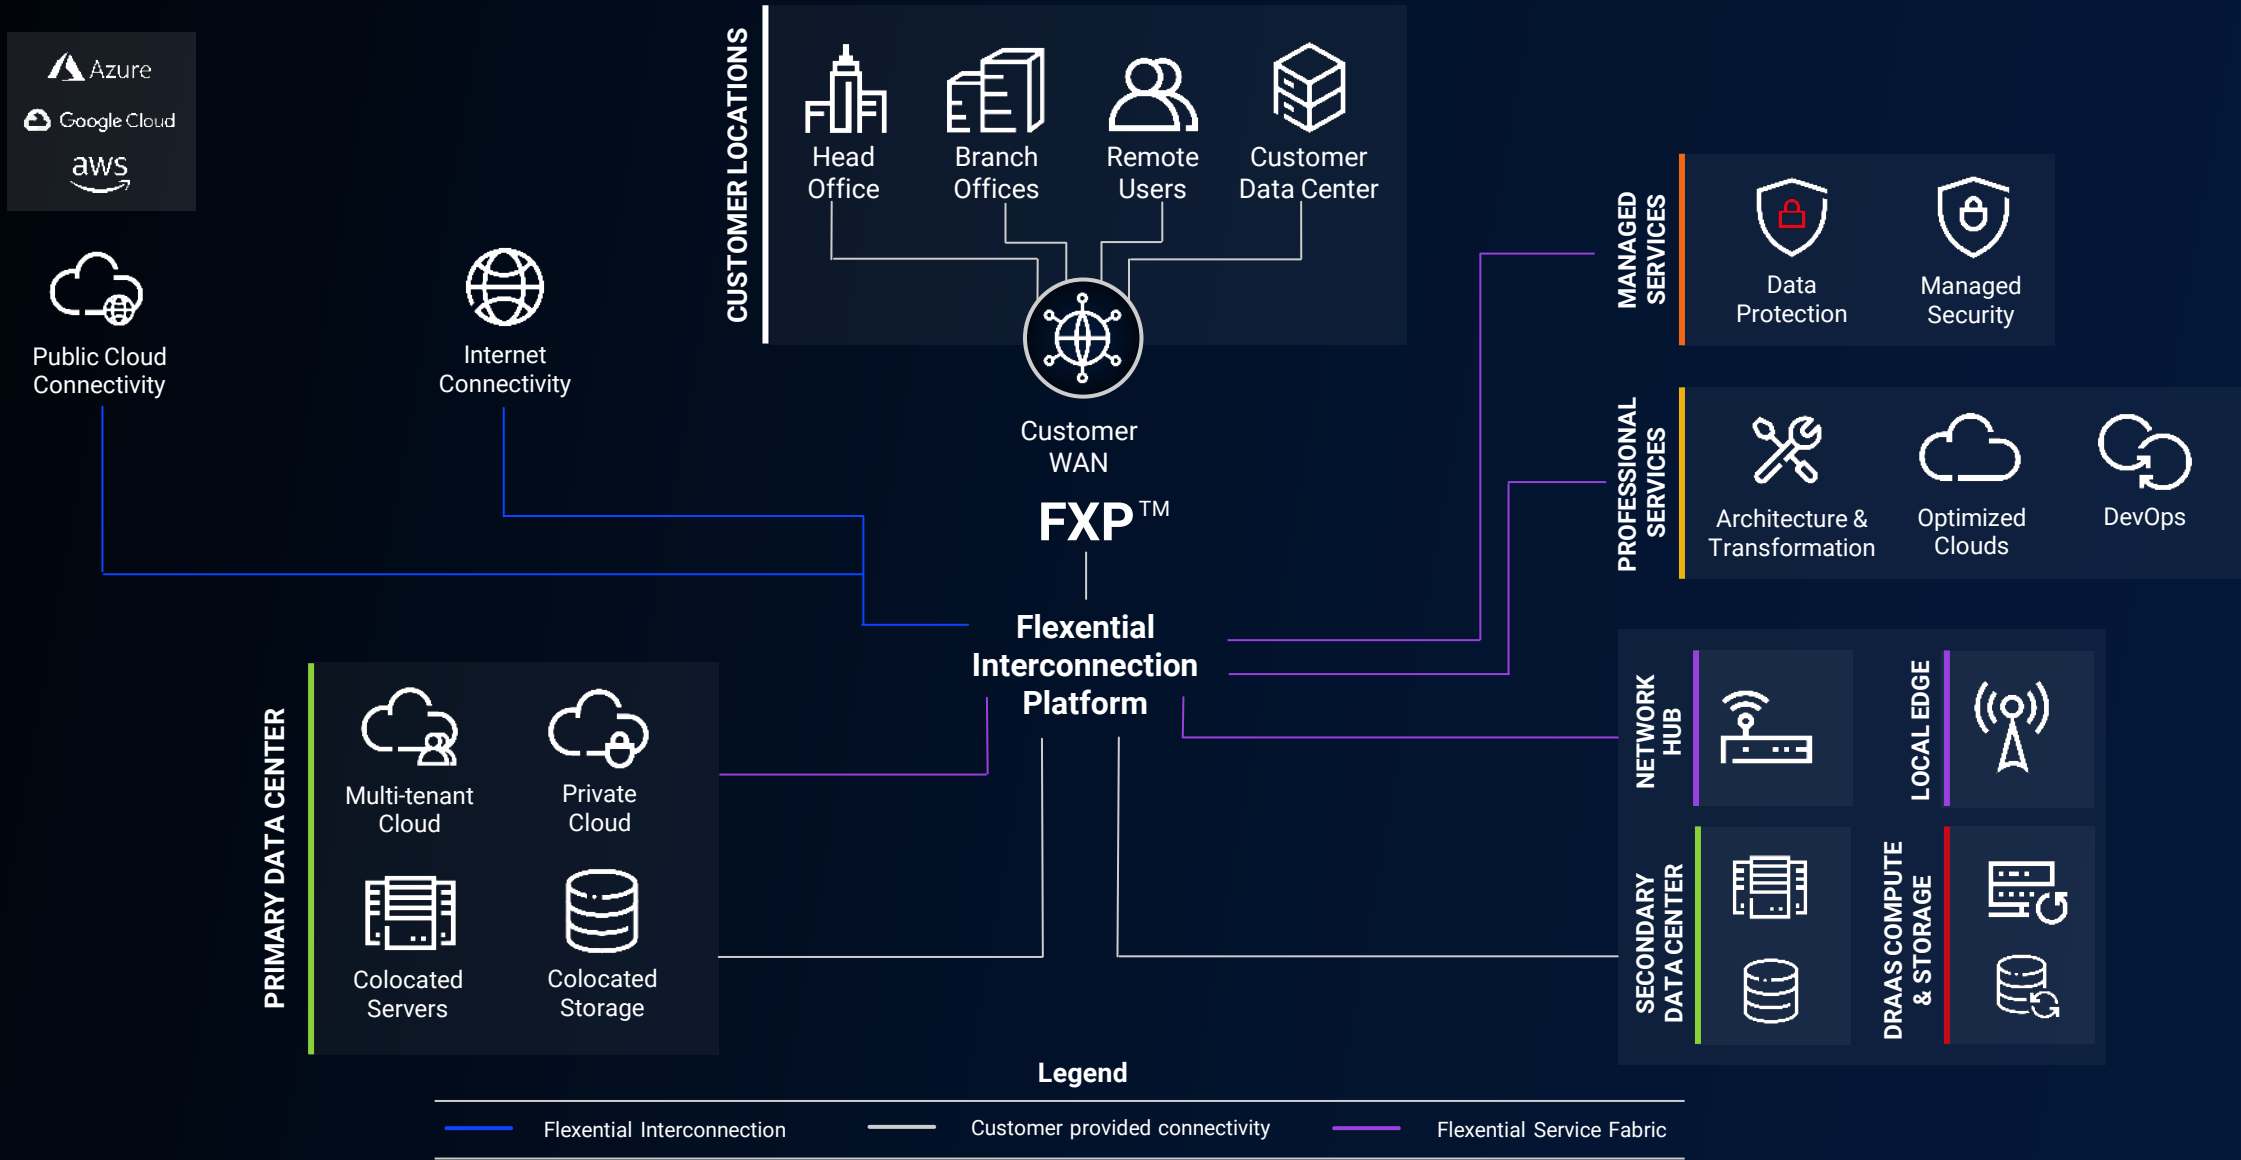 Azure
Google Cloud
aws
Public Cloud
Connectivity
Internet
Connectivity
CUSTOMER LOCATIONS
Head
Office
Branch
Offices
Remote
Users
Customer
Data Center
Customer
WAN
FXP™
Flexential
Interconnection
Platform
MANAGED
SERVICES
Data
Protection
Managed
Security
PROFESSIONAL
SERVICES
Architecture &
Transformation
Optimized
Clouds
DevOps
PRIMARY DATA CENTER
Multi-tenant
Cloud
Private
Cloud
Colocated
Servers
Colocated
Storage
NETWORK
HUB
LOCAL EDGE
SECONDARY
DATA CENTER
DRAAS COMPUTE
& STORAGE
Legend
Flexential Interconnection
Customer provided connectivity
Flexential Service Fabric